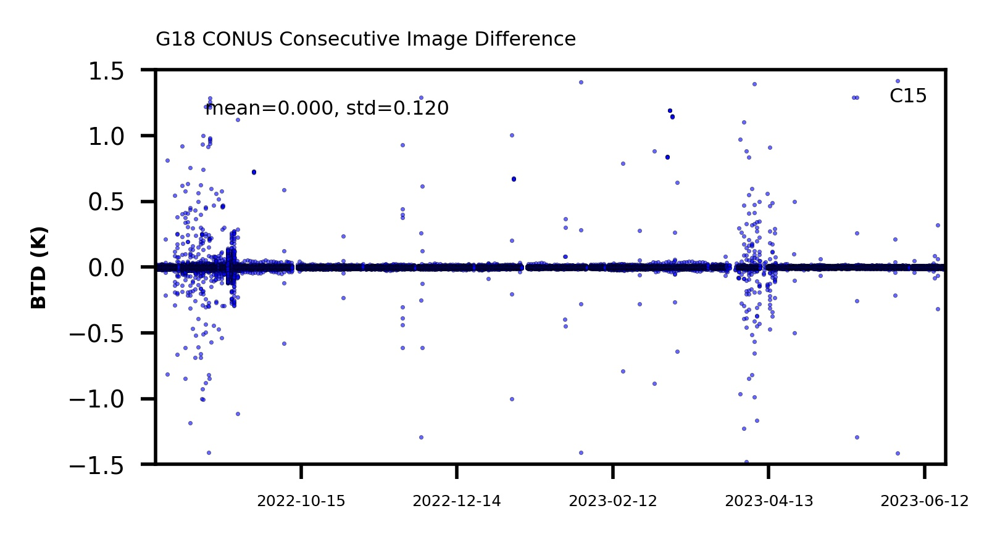 G18 CONUS Consecutive Image Difference
1.5
C15
mean=0.000, std=0.120
1.0
0.5
BTD (K)
0.0
−0.5
−1.0
−1.5
2022-10-15 2022-12-14 2023-02-12 2023-04-13 2023-06-12